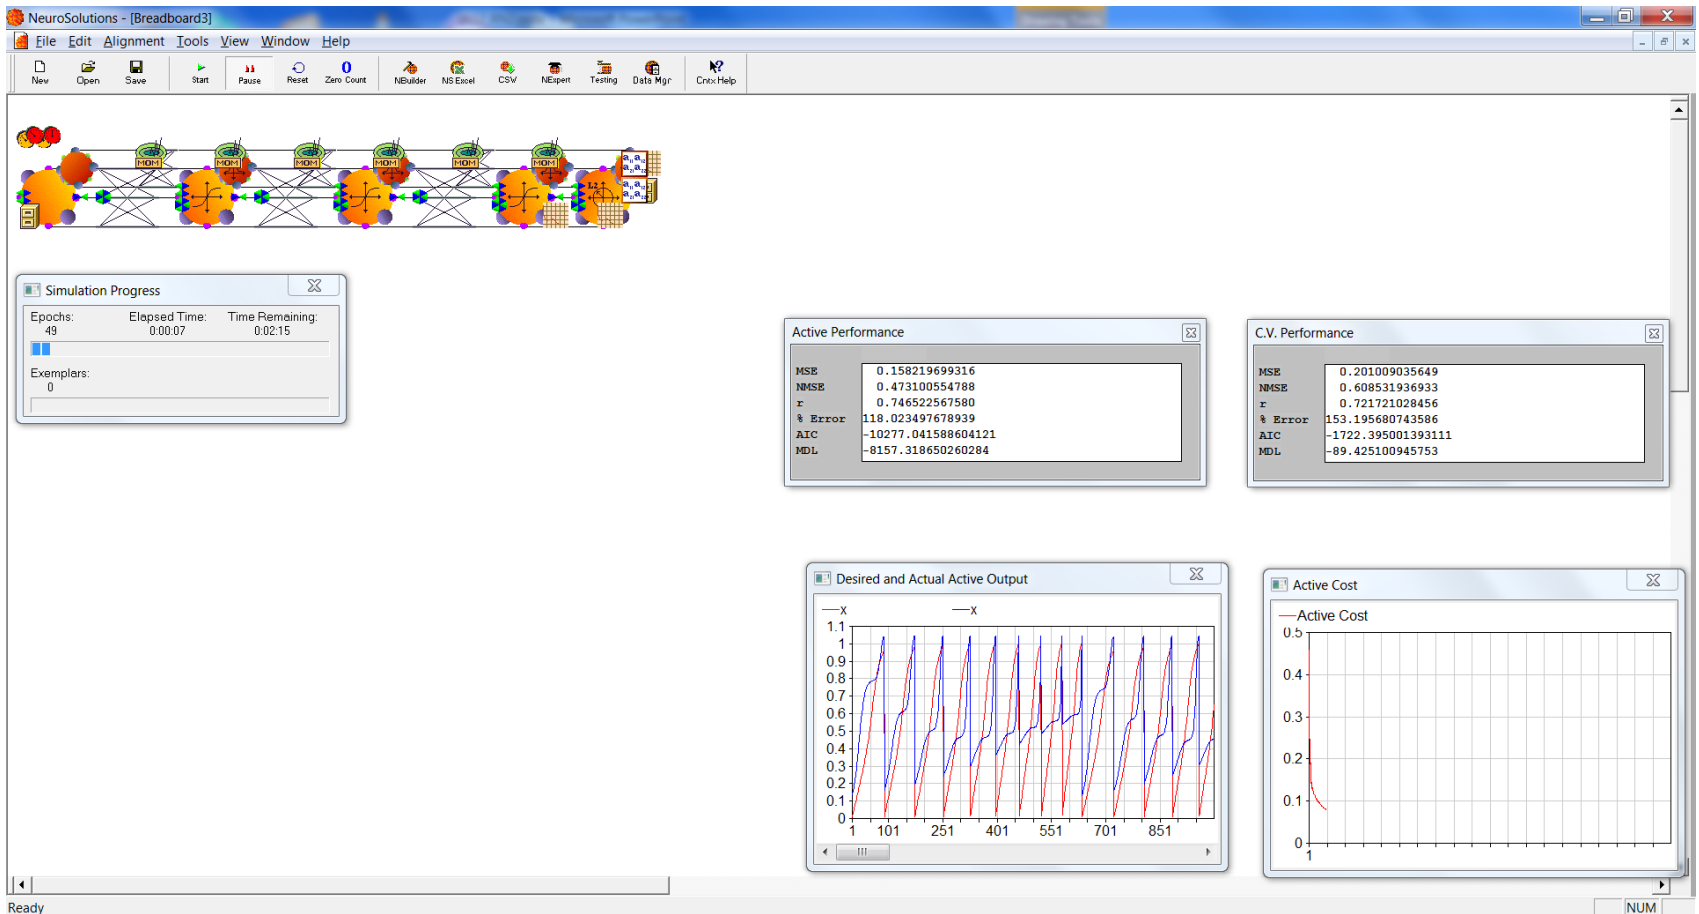 NeuroSolutions - [Breadboard3]
File Edit Alignment Tools View Window Help
New Open Save Start Pause Reset Zero Count NBuilder NS Excel CSW NExpert Testing Data Mgr Cntx Help
MOM MOM MOM MOM MOM MOM
L2
Simulation Progress
Epochs: Elapsed Time: Time Remaining:
49 0:00:07 0:02:15
Exemplars:
0
Active Performance
MSE 0.158219699316
NMSE 0.473100554788
r 0.746522567580
% Error 118.023497678939
AIC -10277.041588604121
MDL -8157.318650260284
C.V. Performance
MSE 0.201009035649
NMSE 0.608531936933
r 0.721721028456
% Error 153.195680743586
AIC -1722.395001393111
MDL -89.425100945753
Desired and Actual Active Output
X X
1.1
1
0.9
0.8
0.7
0.6
0.5
0.4
0.3
0.2
0.1
0
1 101 251 401 551 701 851
Active Cost
Active Cost
0.5
0.4
0.3
0.2
0.1
0
1
Ready
NUM